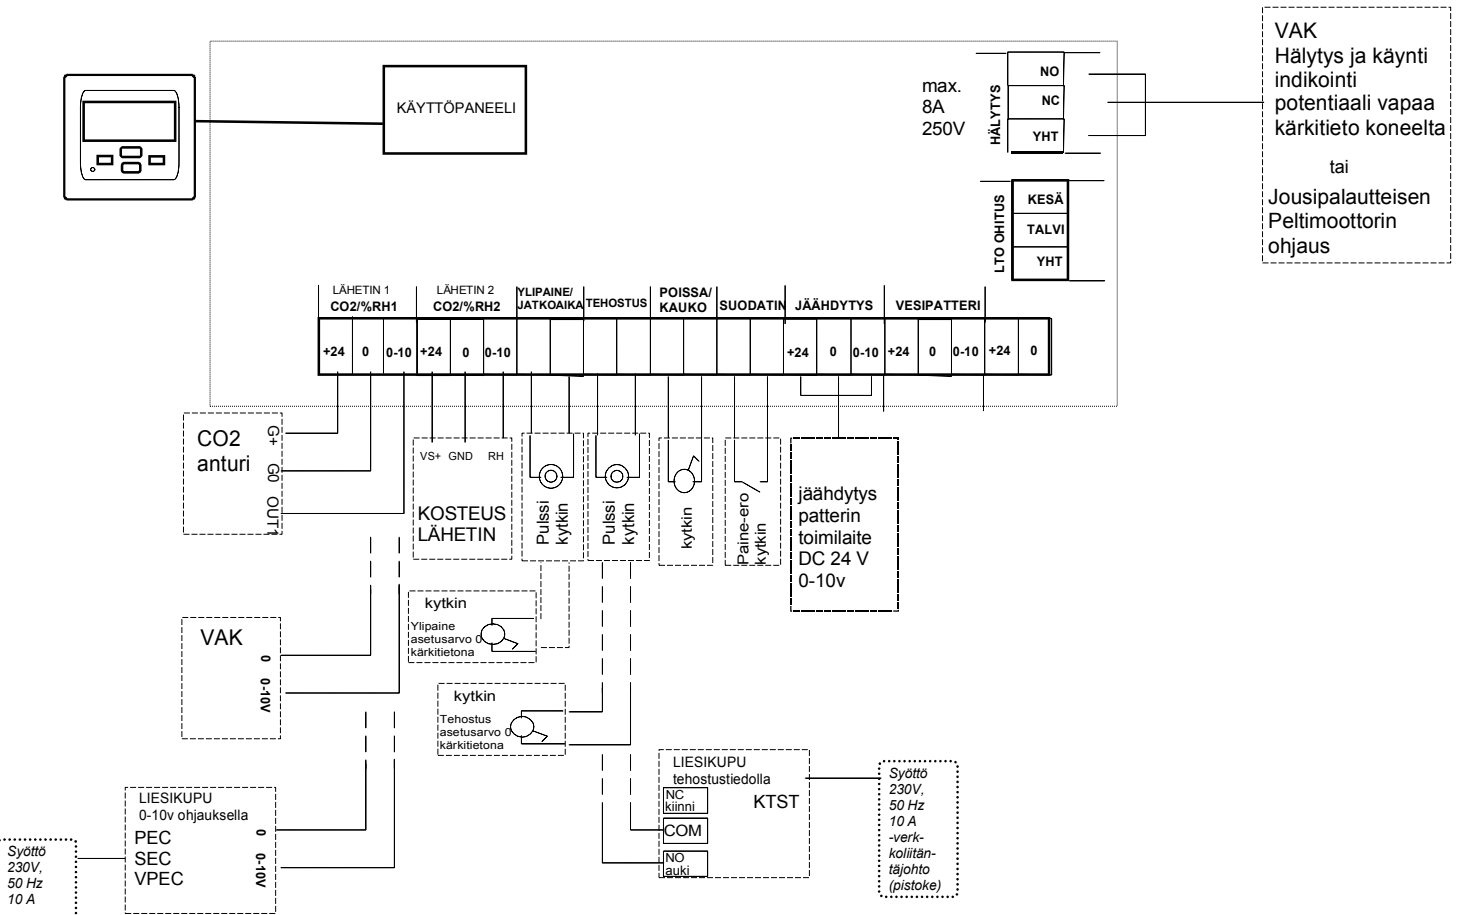 KÄYTTÖPANEELI
max.
8A
250V
HÄLYTYS
NO
NC
YHT
VAK
Hälytys ja käynti
indikointi
potentiaali vapaa
kärkitieto koneelta
tai
Jousipalautteisen
Peltimoottorin
ohjaus
LTO OHITUS
KESÄ
TALVI
YHT
LÄHETIN 1
CO2/%RH1
LÄHETIN 2
CO2/%RH2
YLIPAINE/
JATKOAIKA
TEHOSTUS
POISSA/
KAUKO
SUODATIN
JÄÄHDYTYS
VESIPATTERI
+24 0 0-10 +24 0 0-10 +24 0 0-10 +24 0 0-10 +24 0
CO2
anturi
G+
G0
OUT1
VS+ GND RH
KOSTEUS
LÄHETIN
Pulssi
kytkin
Pulssi
kytkin
kytkin
Paine-ero
kytkin
jäähdytys
patterin
toimilaite
DC 24 V
0-10v
VAK
0
0-10V
kytkin
Ylipaine
asetusarvo 0
kärkitietona
kytkin
Tehostus
asetusarvo 0
kärkitietona
LIESIKUPU
tehostustiedolla
NC
kiinni
KTST
COM
NO
auki
Syöttö
230V,
50 Hz
10 A
-verk-
koliitän-
täjohto
(pistoke)
LIESIKUPU
0-10v ohjauksella
PEC
SEC
VPEC
0
0-10V
Syöttö
230V,
50 Hz
10 A